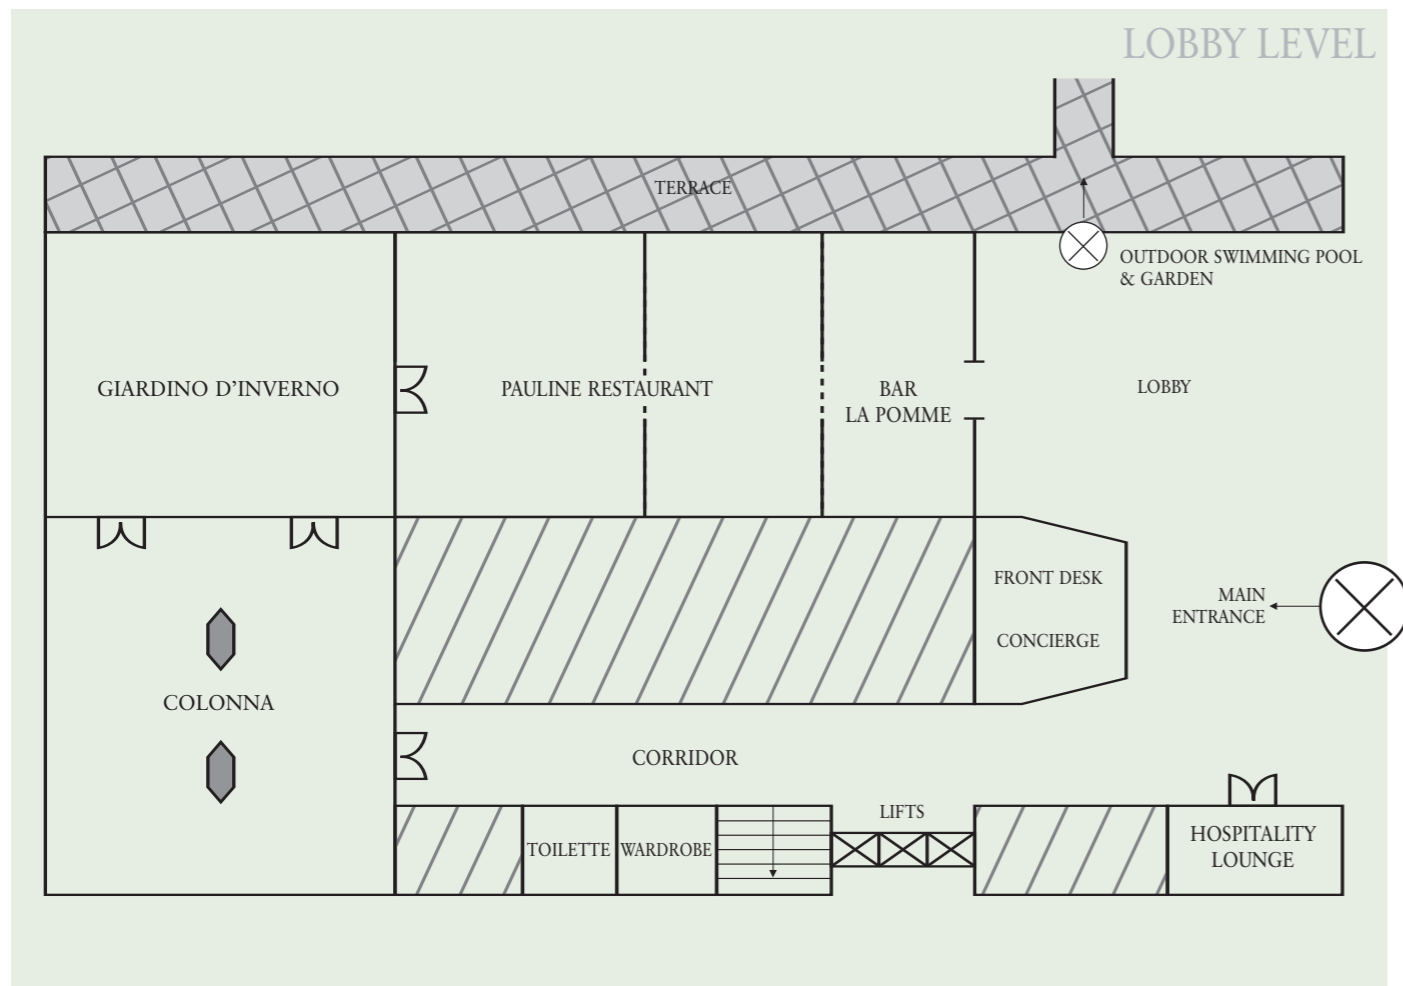 LOBBY LEVEL
TERRACE
OUTDOOR SWIMMING POOL
& GARDEN
GIARDINO D’INVERNO
PAULINE RESTAURANT
BAR
LA POMME
LOBBY
FRONT DESK
CONCIERGE
MAIN
ENTRANCE
COLONNA
CORRIDOR
LIFTS
TOILETTE
WARDROBE
HOSPITALITY
LOUNGE